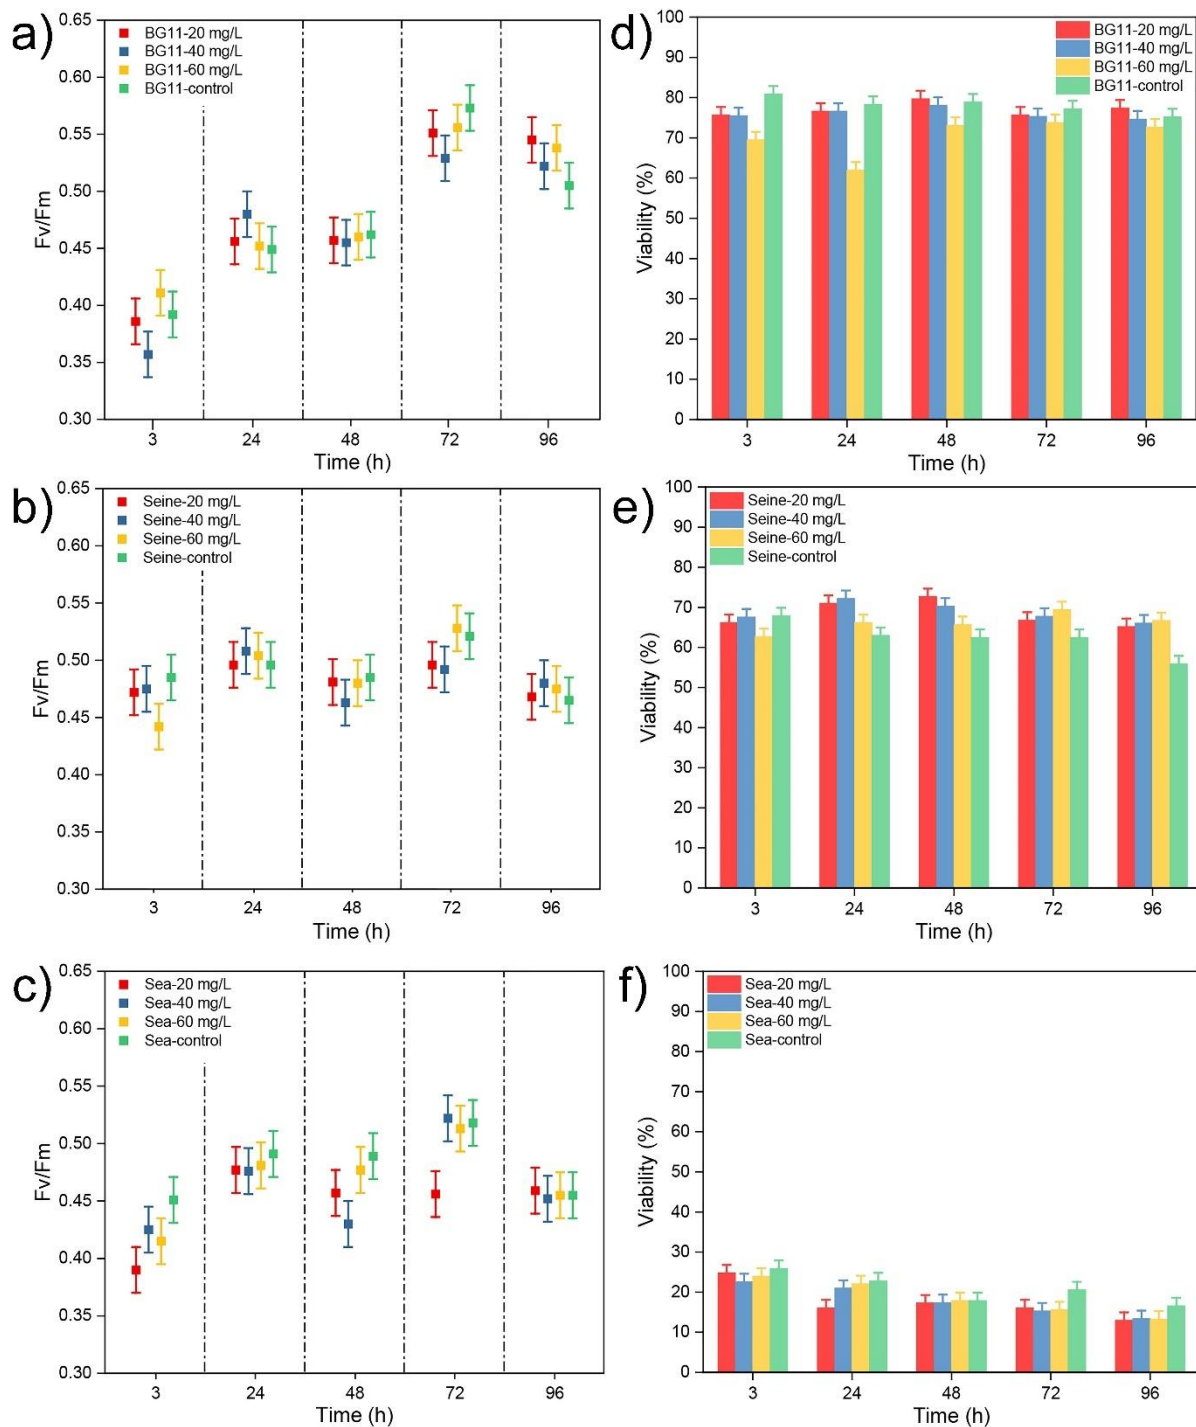 a)
BG11-20 mg/L
BG11-40 mg/L
BG11-60 mg/L
BG11-control
Fv/Fm
0.65
0.60
0.55
0.50
0.45
0.40
0.35
0.30
3 24 48 72 96
Time (h)
d)
BG11-20 mg/L
BG11-40 mg/L
BG11-60 mg/L
BG11-control
Viability (%)
100
90
80
70
60
50
40
30
20
10
0
3 24 48 72 96
Time (h)
b)
Seine-20 mg/L
Seine-40 mg/L
Seine-60 mg/L
Seine-control
Fv/Fm
0.65
0.60
0.55
0.50
0.45
0.40
0.35
0.30
3 24 48 72 96
Time (h)
e)
Seine-20 mg/L
Seine-40 mg/L
Seine-60 mg/L
Seine-control
Viability (%)
100
90
80
70
60
50
40
30
20
10
0
3 24 48 72 96
Time (h)
c)
Sea-20 mg/L
Sea-40 mg/L
Sea-60 mg/L
Sea-control
Fv/Fm
0.65
0.60
0.55
0.50
0.45
0.40
0.35
0.30
3 24 48 72 96
Time (h)
f)
Sea-20 mg/L
Sea-40 mg/L
Sea-60 mg/L
Sea-control
Viability (%)
100
90
80
70
60
50
40
30
20
10
0
3 24 48 72 96
Time (h)